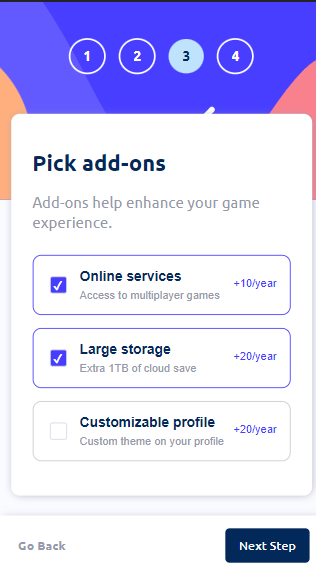 1 2 3 4
Pick add-ons
Add-ons help enhance your game
experience.
Online services
Access to multiplayer games
+10/year
Large storage
Extra 1TB of cloud save
+20/year
Customizable profile
Custom theme on your profile
+20/year
Go Back
Next Step